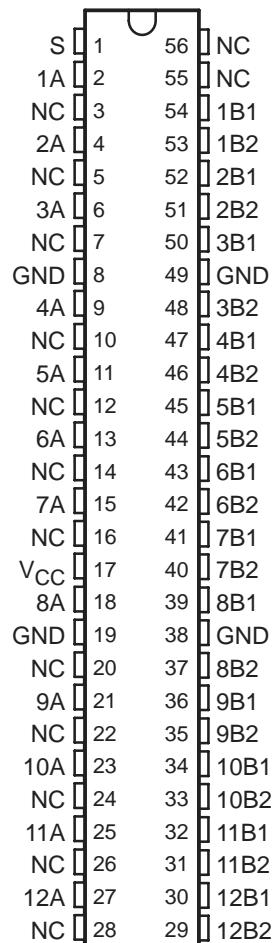 S 1 56 NC
1A 2 55 NC
NC 3 54 1B1
2A 4 53 1B2
NC 5 52 2B1
3A 6 51 2B2
NC 7 50 3B1
GND 8 49 GND
4A 9 48 3B2
NC 10 47 4B1
5A 11 46 4B2
NC 12 45 5B1
6A 13 44 5B2
NC 14 43 6B1
7A 15 42 6B2
NC 16 41 7B1
VCC 17 40 7B2
8A 18 39 8B1
GND 19 38 GND
NC 20 37 8B2
9A 21 36 9B1
NC 22 35 9B2
10A 23 34 10B1
NC 24 33 10B2
11A 25 32 11B1
NC 26 31 11B2
12A 27 30 12B1
NC 28 29 12B2